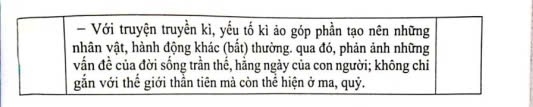 – Với truyện truyền kì, yếu tố kì ảo góp phần tạo nên những
nhân vật, hành động khác (bất) thường. qua đó, phản ánh những
vấn đề của đời sống trần thế, hằng ngày của con người; không chỉ
gắn với thế giới thần tiên mà còn thể hiện ở ma, quỷ.